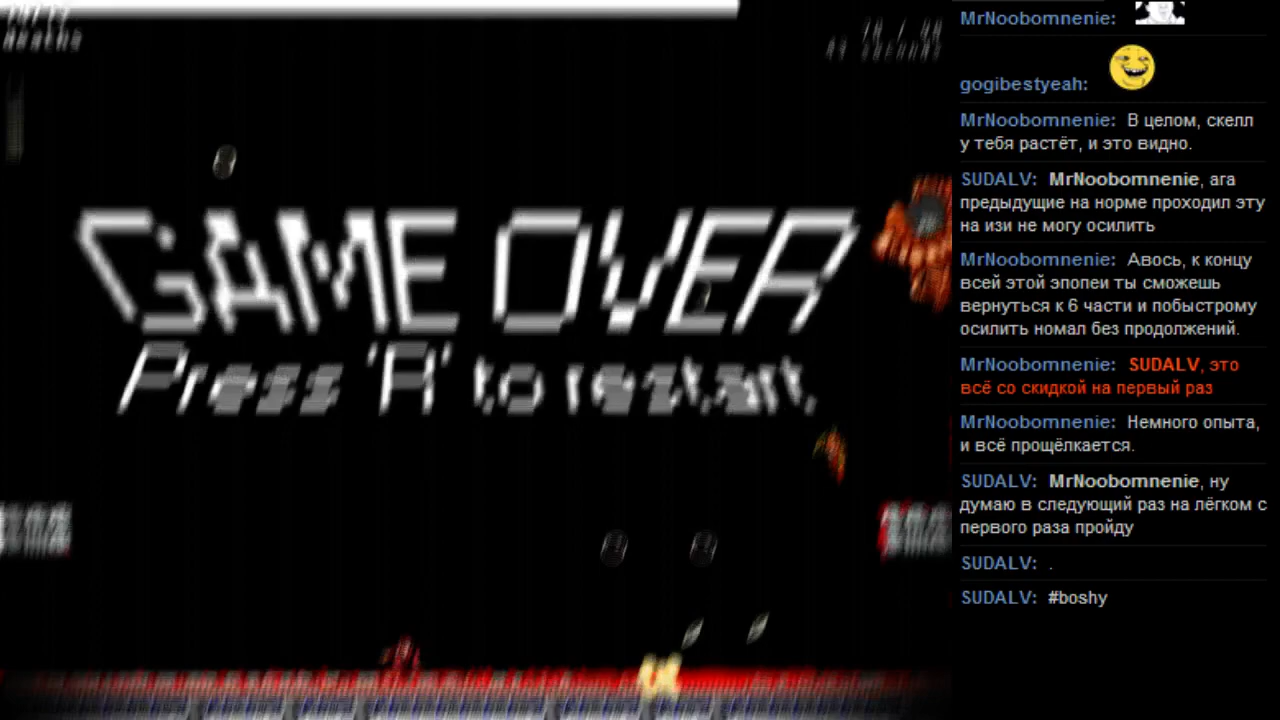 GAME OVER
Press 'R' to restart.
MrNoobomnenie:
gogibestyeah:
MrNoobomnenie: В целом, скелл
у тебя растёт, и это видно.
SUDALV: MrNoobomnenie, ага
предыдущие на норме проходил эту
на изи не могу осилить
MrNoobomnenie: Авось, к концу
всей этой эпопеи ты сможешь
вернуться к 6 части и побыстрому
осилить номал без продолжений.
MrNoobomnenie: SUDALV, это
всё со скидкой на первый раз
MrNoobomnenie: Немного опыта,
и всё прощёлкается.
SUDALV: MrNoobomnenie, ну
думаю в следующий раз на лёгком с
первого раза пройду
SUDALV: .
SUDALV: #boshy